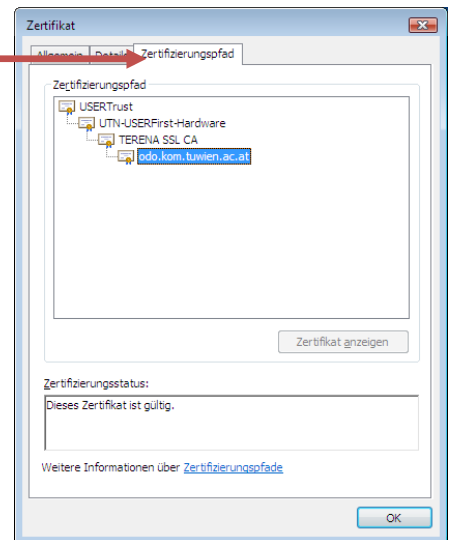 Zertifikat
Allgemein Details Zertifizierungspfad
Zertifizierungspfad
USERTrust
UTN-USERFirst-Hardware
TERENA SSL CA
odo.kom.tuwien.ac.at
Zertifikat anzeigen
Zertifizierungsstatus:
Dieses Zertifikat ist gültig.
Weitere Informationen über Zertifizierungspfade
OK